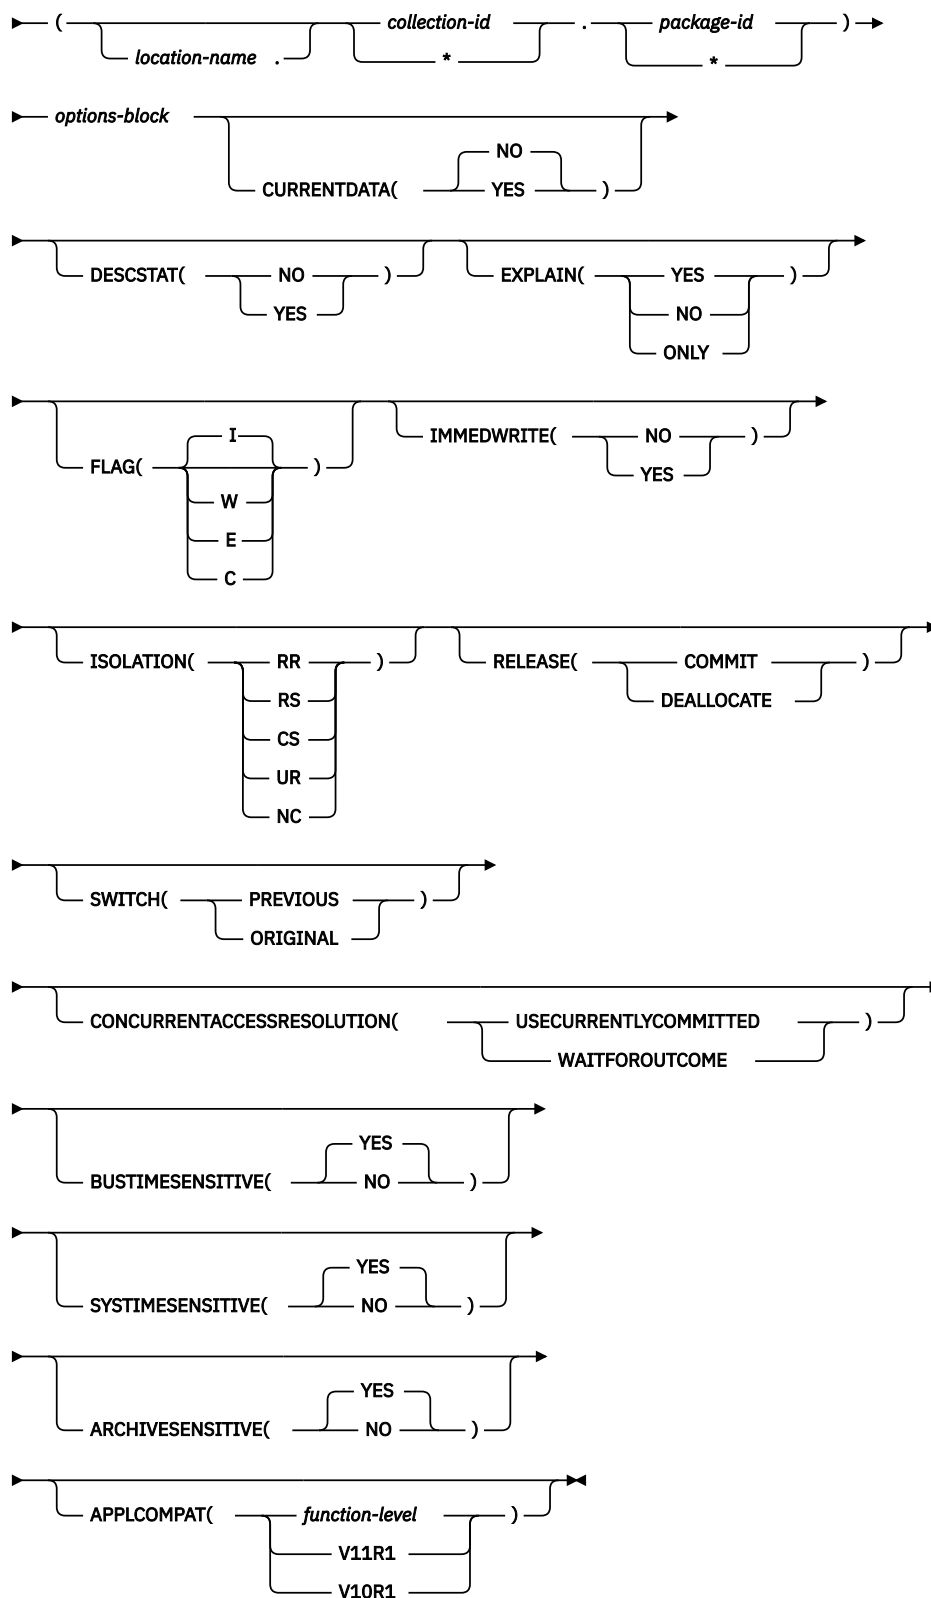 ( location-name . collection-id * . package-id * )
options-block CURRENTDATA( NO YES )
DESCSTAT( NO YES ) EXPLAIN( YES NO ONLY )
FLAG( I W E C ) IMMEDWRITE( NO YES )
ISOLATION( RR RS CS UR NC ) RELEASE( COMMIT DEALLOCATE )
SWITCH( PREVIOUS ORIGINAL )
CONCURRENTACCESSRESOLUTION( USECURRENTLYCOMMITTED WAITFOROUTCOME )
BUSTIMESENSITIVE( YES NO )
SYSTIMESENSITIVE( YES NO )
ARCHIVESENSITIVE( YES NO )
APPLCOMPAT( function-level V11R1 V10R1 )